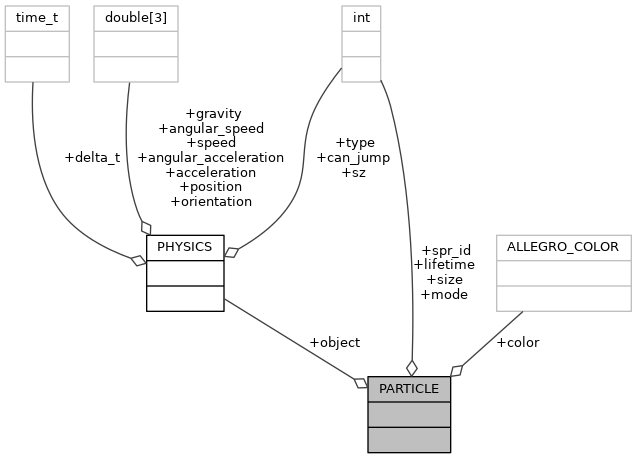 time_t
double[3]
int
+gravity
+angular_speed
+speed
+angular_acceleration
+acceleration
+position
+orientation
+delta_t
+type
+can_jump
+sz
PHYSICS
+spr_id
+lifetime
+size
+mode
ALLEGRO_COLOR
+object
+color
PARTICLE